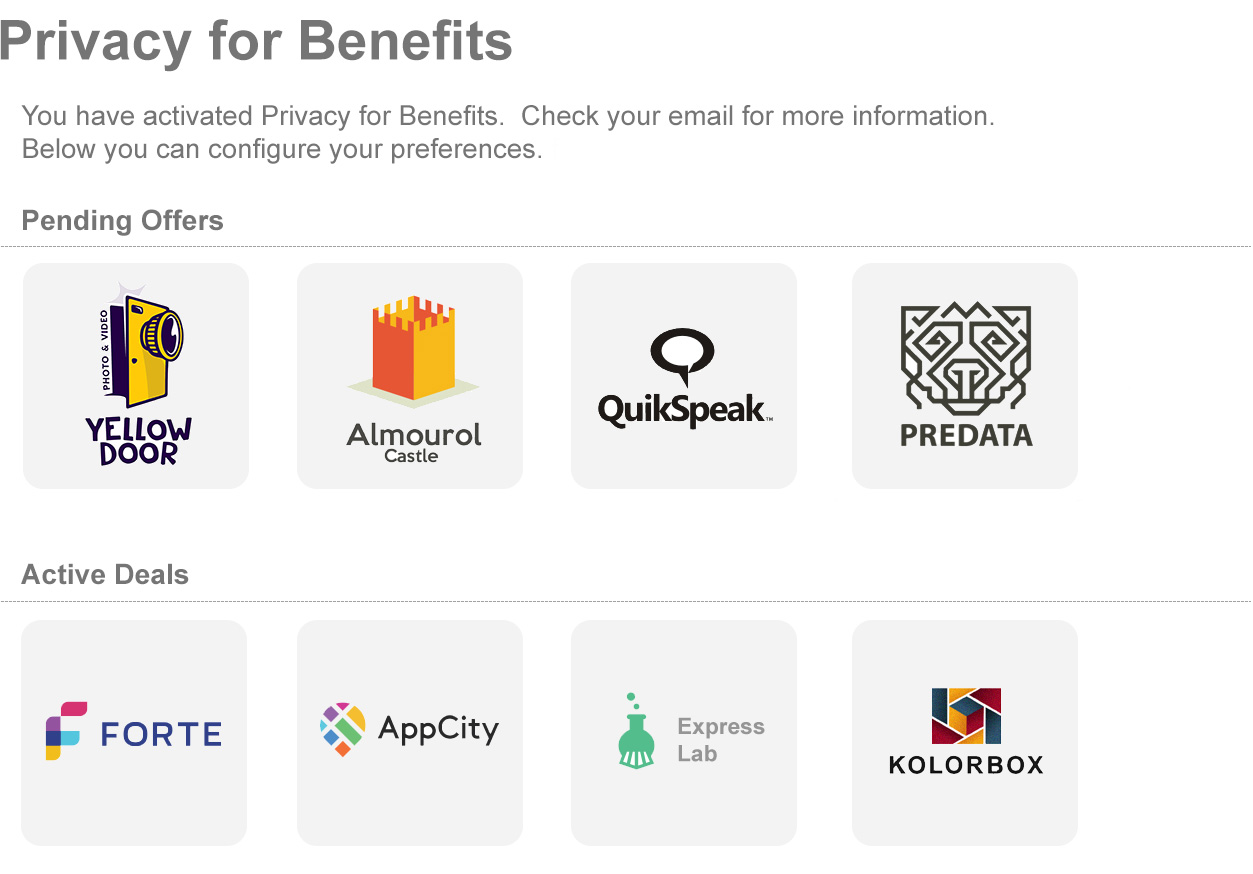 Privacy for Benefits
You have activated Privacy for Benefits.  Check your email for more information.
Below you can configure your preferences.
Pending Offers
PHOTO & VIDEO
YELLOW
DOOR
Almourol
Castle
QuikSpeak™
PREDATA
Active Deals
FORTE
AppCity
Express
Lab
KOLORBOX